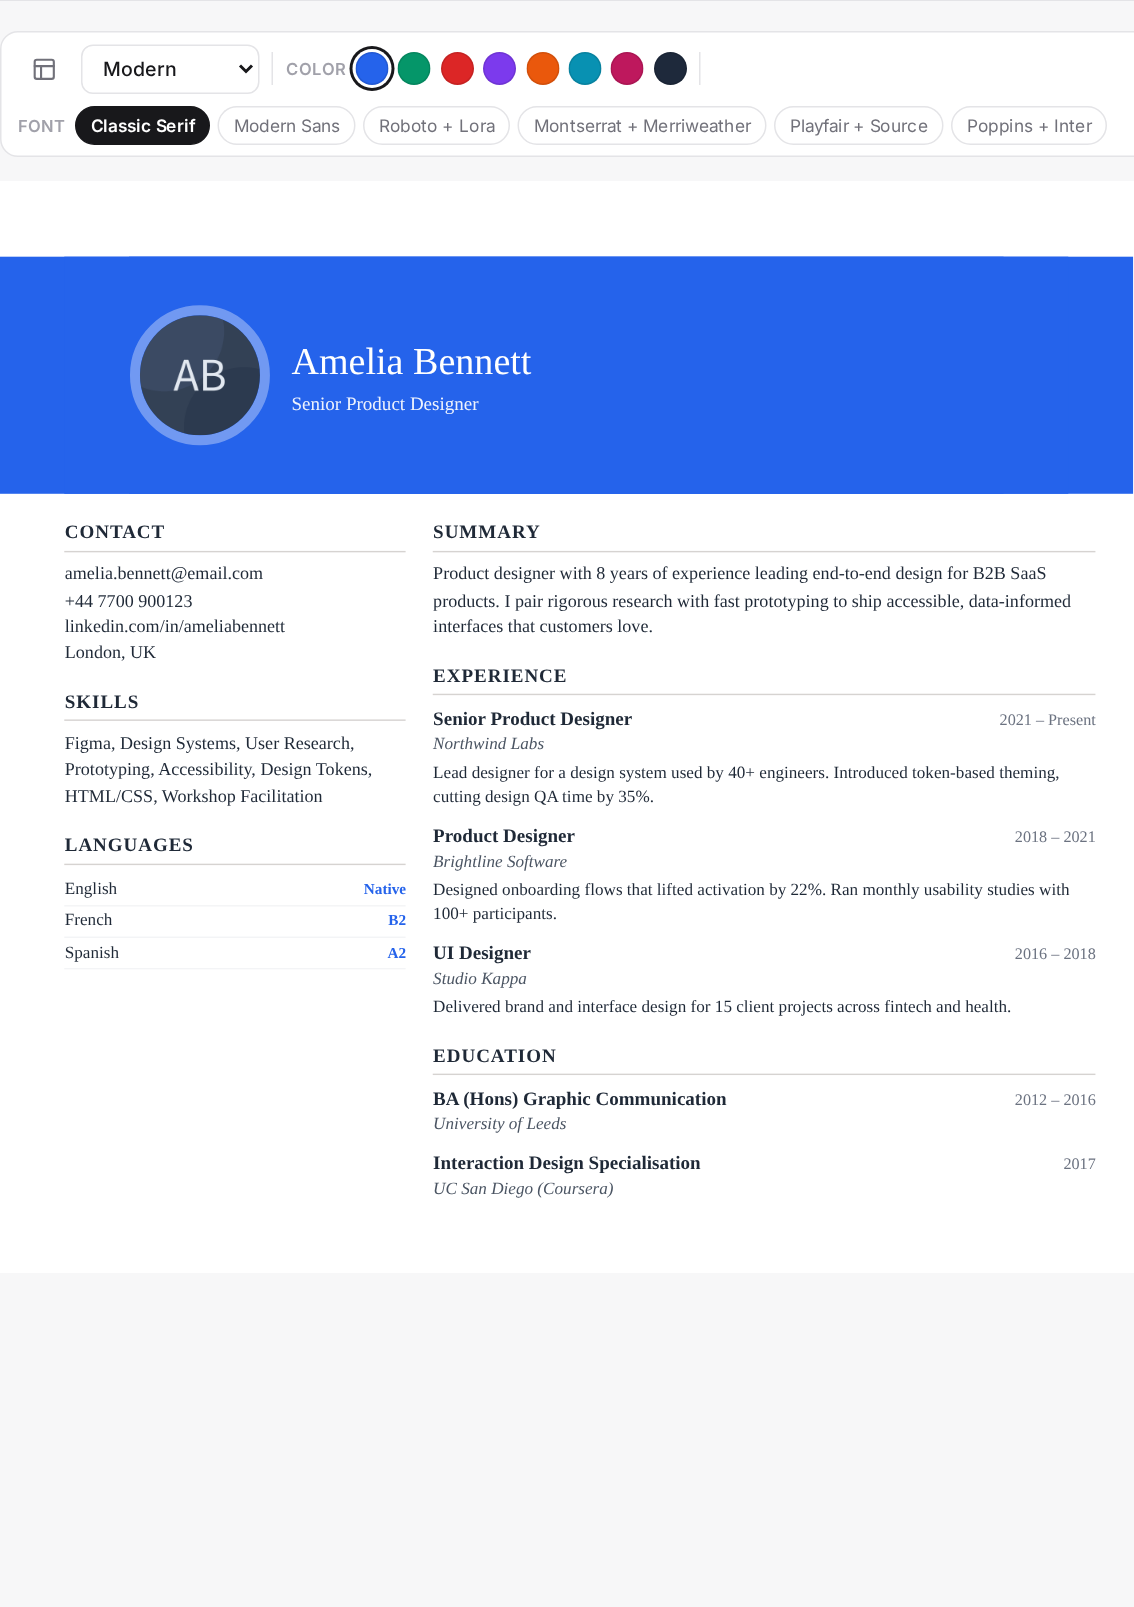 Modern
COLOR
FONT
Classic Serif
Modern Sans
Roboto + Lora
Montserrat + Merriweather
Playfair + Source
Poppins + Inter
AB
Amelia Bennett
Senior Product Designer
CONTACT
amelia.bennett@email.com
+44 7700 900123
linkedin.com/in/ameliabennett
London, UK
SKILLS
Figma, Design Systems, User Research,
Prototyping, Accessibility, Design Tokens,
HTML/CSS, Workshop Facilitation
LANGUAGES
English Native
French B2
Spanish A2
SUMMARY
Product designer with 8 years of experience leading end-to-end design for B2B SaaS
products. I pair rigorous research with fast prototyping to ship accessible, data-informed
interfaces that customers love.
EXPERIENCE
Senior Product Designer 2021 – Present
Northwind Labs
Lead designer for a design system used by 40+ engineers. Introduced token-based theming,
cutting design QA time by 35%.
Product Designer 2018 – 2021
Brightline Software
Designed onboarding flows that lifted activation by 22%. Ran monthly usability studies with
100+ participants.
UI Designer 2016 – 2018
Studio Kappa
Delivered brand and interface design for 15 client projects across fintech and health.
EDUCATION
BA (Hons) Graphic Communication 2012 – 2016
University of Leeds
Interaction Design Specialisation 2017
UC San Diego (Coursera)